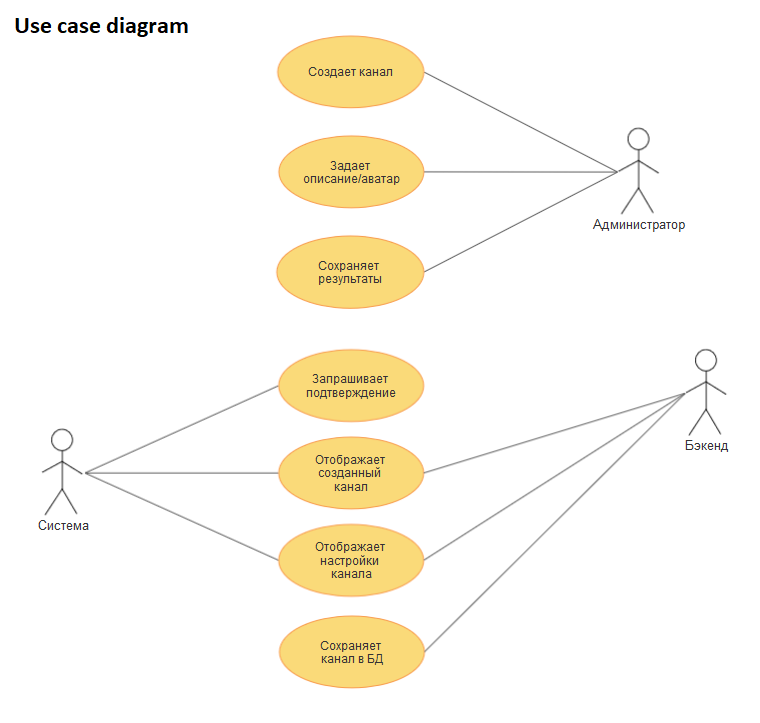 Use case diagram
Создает канал
Задает
описание/аватар
Администратор
Сохраняет
результаты
Запрашивает
подтверждение
Бэкенд
Отображает
созданный
канал
Система
Отображает
настройки
канала
Сохраняет
канал в БД